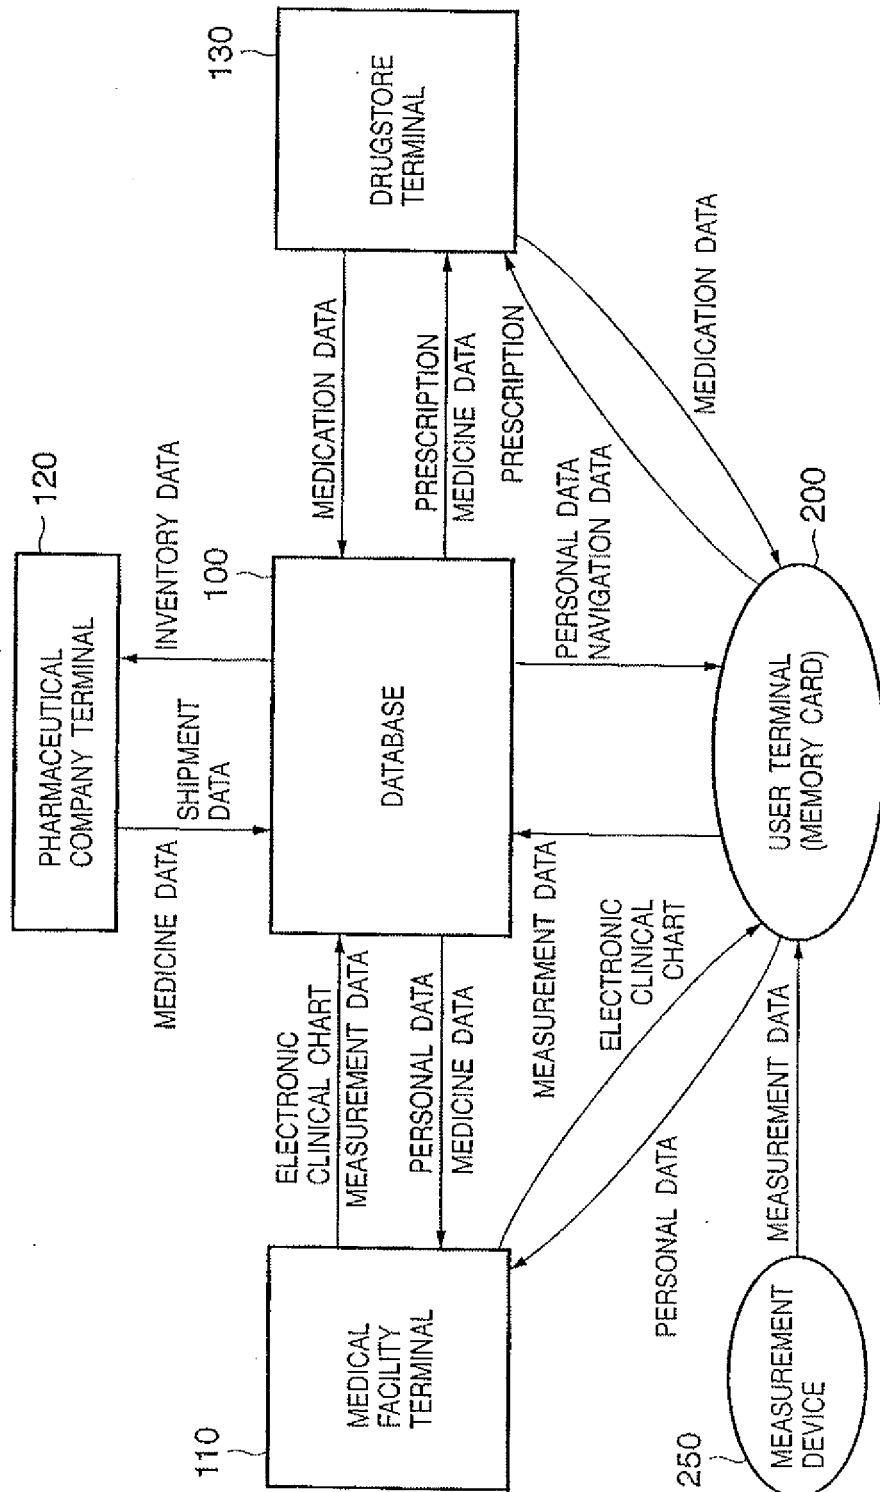 120
PHARMACEUTICAL
COMPANY TERMINAL
MEDICINE DATA
SHIPMENT
DATA
INVENTORY DATA
110
MEDICAL
FACILITY
TERMINAL
ELECTRONIC
CLINICAL CHART
MEASUREMENT DATA
PERSONAL DATA
MEDICINE DATA
100
DATABASE
MEDICATION DATA
PRESCRIPTION
MEDICINE DATA
130
DRUGSTORE
TERMINAL
MEASUREMENT DATA
ELECTRONIC
CLINICAL
CHART
PERSONAL DATA
MEASUREMENT DATA
PERSONAL DATA
NAVIGATION DATA
PRESCRIPTION
MEDICATION DATA
250
MEASUREMENT
DEVICE
200
USER TERMINAL
(MEMORY CARD)